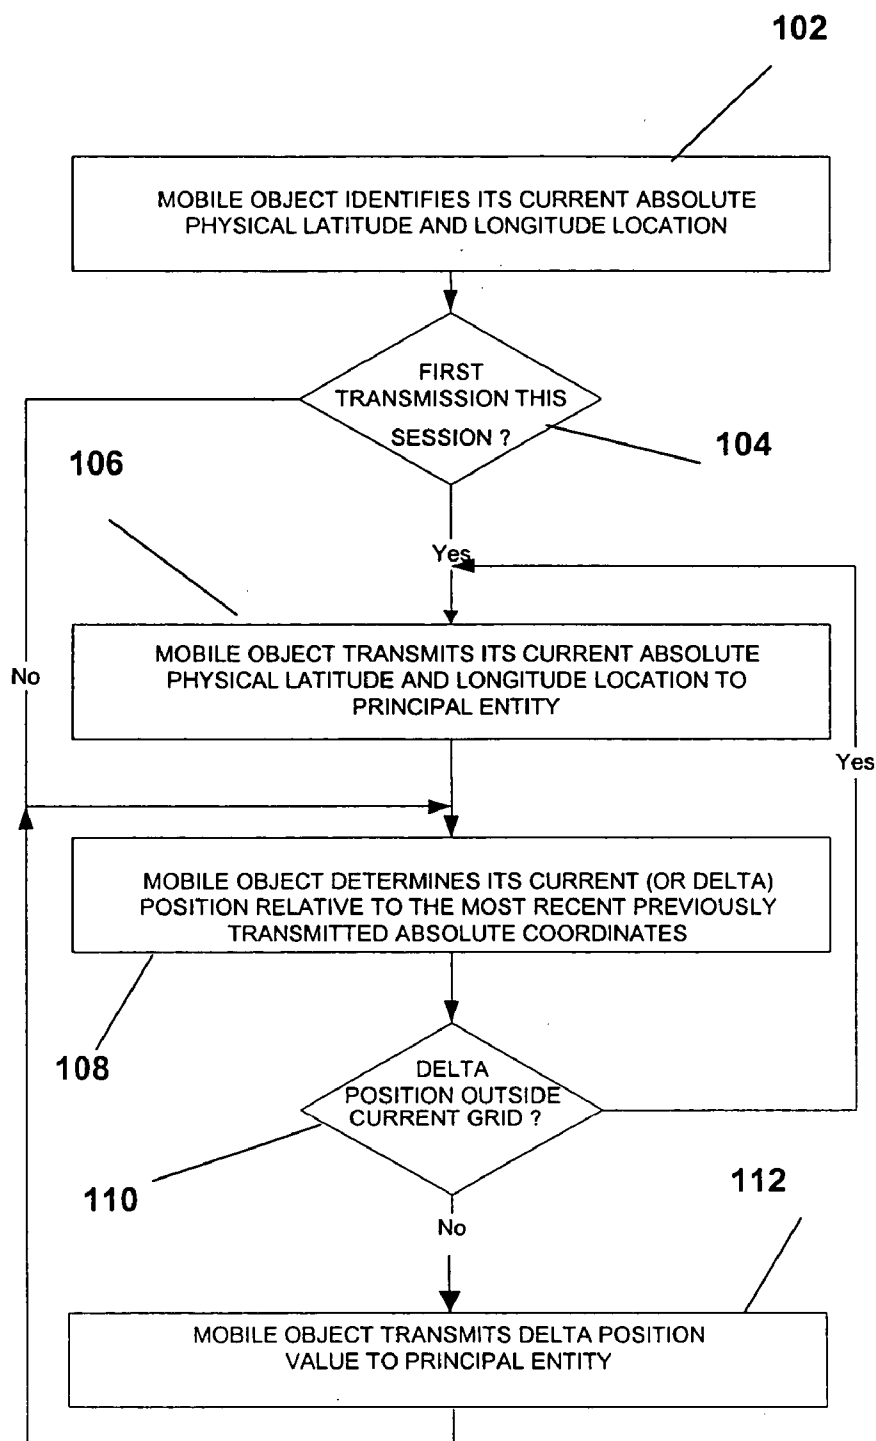 102
MOBILE OBJECT IDENTIFIES ITS CURRENT ABSOLUTE
PHYSICAL LATITUDE AND LONGITUDE LOCATION
FIRST
TRANSMISSION THIS
SESSION ?
104
106
Yes
MOBILE OBJECT TRANSMITS ITS CURRENT ABSOLUTE
PHYSICAL LATITUDE AND LONGITUDE LOCATION TO
PRINCIPAL ENTITY
No
Yes
MOBILE OBJECT DETERMINES ITS CURRENT (OR DELTA)
POSITION RELATIVE TO THE MOST RECENT PREVIOUSLY
TRANSMITTED ABSOLUTE COORDINATES
108
DELTA
POSITION OUTSIDE
CURRENT GRID ?
110
112
No
MOBILE OBJECT TRANSMITS DELTA POSITION
VALUE TO PRINCIPAL ENTITY